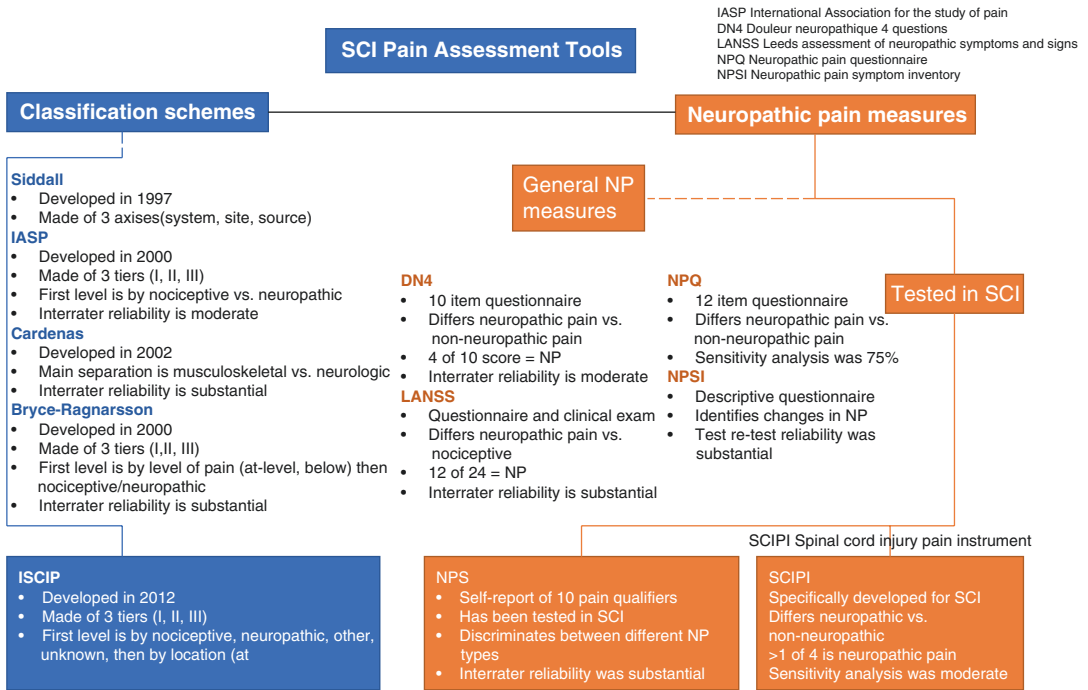 IASP International Association for the study of pain
DN4 Douleur neuropathique 4 questions
LANSS Leeds assessment of neuropathic symptoms and signs
NPQ Neuropathic pain questionnaire
NPSI Neuropathic pain symptom inventory
SCI Pain Assessment Tools
Classification schemes
Neuropathic pain measures
Siddall
• Developed in 1997
• Made of 3 axises(system, site, source)
IASP
• Developed in 2000
• Made of 3 tiers (I, II, III)
• First level is by nociceptive vs. neuropathic
• Interrater reliability is moderate
Cardenas
• Developed in 2002
• Main separation is musculoskeletal vs. neurologic
• Interrater reliability is substantial
Bryce-Ragnarsson
• Developed in 2000
• Made of 3 tiers (I,II, III)
• First level is by level of pain (at-level, below) then
nociceptive/neuropathic
• Interrater reliability is substantial
ISCIP
• Developed in 2012
• Made of 3 tiers (I, II, III)
• First level is by nociceptive, neuropathic, other,
unknown, then by location (at
General NP
measures
DN4
• 10 item questionnaire
• Differs neuropathic pain vs.
non-neuropathic pain
• 4 of 10 score = NP
• Interrater reliability is moderate
LANSS
• Questionnaire and clinical exam
• Differs neuropathic pain vs.
nociceptive
• 12 of 24 = NP
• Interrater reliability is substantial
NPQ
• 12 item questionnaire
• Differs neuropathic pain vs.
non-neuropathic pain
• Sensitivity analysis was 75%
NPSI
• Descriptive questionnaire
• Identifies changes in NP
• Test re-test reliability was
substantial
Tested in SCI
SCIPI Spinal cord injury pain instrument
NPS
• Self-report of 10 pain qualifiers
• Has been tested in SCI
• Discriminates between different NP
types
• Interrater reliability was substantial
SCIPI
Specifically developed for SCI
Differs neuropathic vs.
non-neuropathic
>1 of 4 is neuropathic pain
Sensitivity analysis was moderate